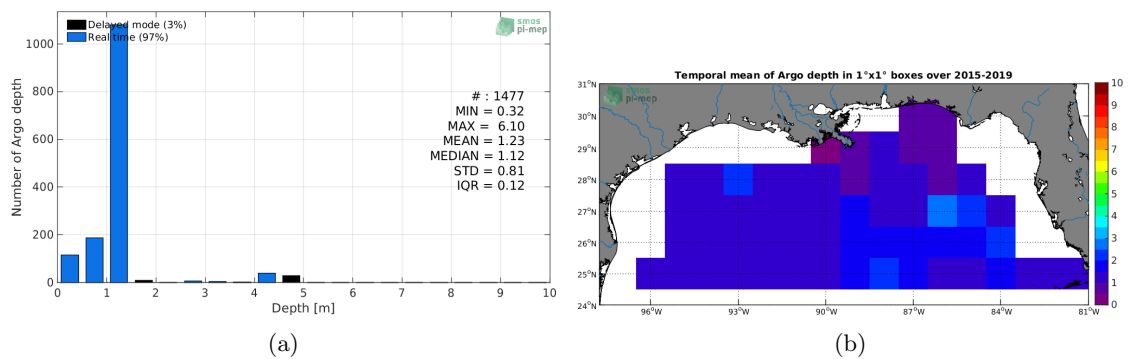 Delayed mode (3%)
Real time (97%)
smos
pi-mep
1000
800
600
400
200
0
Number of Argo depth
# : 1477
MIN = 0.32
MAX = 6.10
MEAN = 1.23
MEDIAN = 1.12
STD = 0.81
IQR = 0.12
0 1 2 3 4 5 6 7 8 9 10
Depth [m]
(a)
Temporal mean of Argo depth in 1°x1° boxes over 2015-2019
smos
pi-mep
31°N
30°N
29°N
28°N
27°N
26°N
25°N
24°N
96°W 93°W 90°W 87°W 84°W 81°W
10
9
8
7
6
5
4
3
2
1
0
(b)